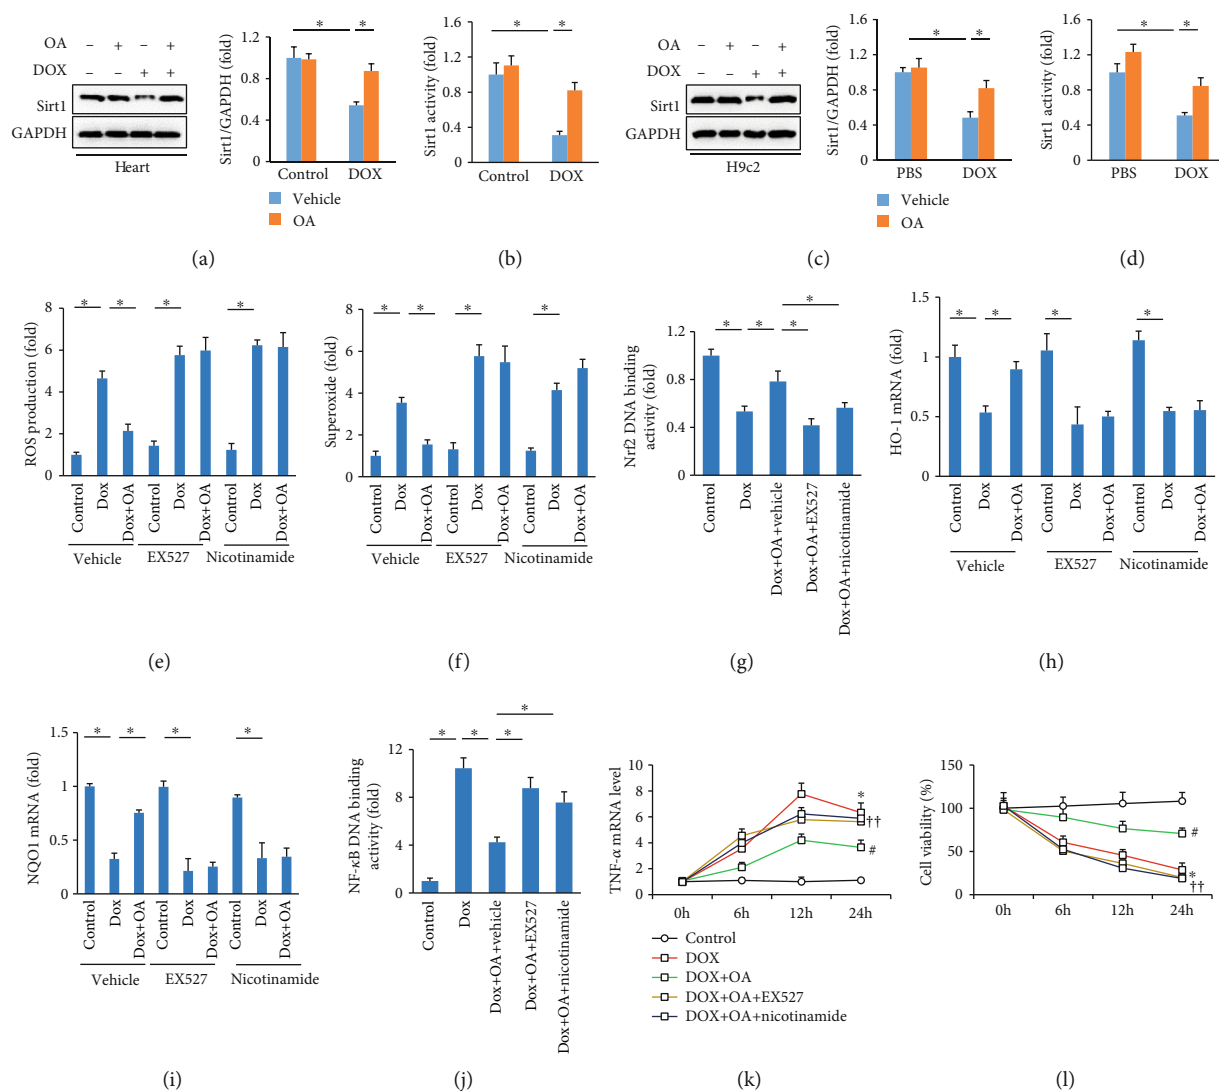 OA − + − +
DOX − − + +
Sirt1
GAPDH
Heart
Sirt1/GAPDH (fold)
1.2
0.9
0.6
0.3
0
* *
Control DOX
Vehicle
OA
(a)
Sirt1 activity (fold)
1.6
1.2
0.8
0.4
0
* *
Control DOX
(b)
OA − + − +
DOX − − + +
Sirt1
GAPDH
H9c2
Sirt1/GAPDH (fold)
1.6
1.2
0.8
0.4
0
* *
PBS DOX
Vehicle
OA
(c)
Sirt1 activity (fold)
1.6
1.2
0.8
0.4
0
* *
PBS DOX
(d)
ROS production (fold)
8
6
4
2
0
* * * *
Control Dox Dox+OA Control Dox Dox+OA Control Dox Dox+OA
Vehicle EX527 Nicotinamide
(e)
Superoxide (fold)
8
6
4
2
0
* * * *
Control Dox Dox+OA Control Dox Dox+OA Control Dox Dox+OA
Vehicle EX527 Nicotinamide
(f)
Nrf2 DNA binding
activity (fold)
1.2
0.8
0.4
0
*
* * *
Control
Dox
Dox+OA+vehicle
Dox+OA+EX527
Dox+OA+nicotinamide
(g)
HO-1 mRNA (fold)
1.5
1
0.5
0
* * * *
Control Dox Dox+OA Control Dox Dox+OA Control Dox Dox+OA
Vehicle EX527 Nicotinamide
(h)
NQO1 mRNA (fold)
1.5
1
0.5
0
* * * *
Control Dox Dox+OA Control Dox Dox+OA Control Dox Dox+OA
Vehicle EX527 Nicotinamide
(i)
NF-κB DNA binding
activity (fold)
12
8
4
0
*
* * *
Control
Dox
Dox+OA+vehicle
Dox+OA+EX527
Dox+OA+nicotinamide
(j)
TNF-α mRNA level
10
8
6
4
2
0
*
††
#
0h 6h 12h 24h
Control
DOX
DOX+OA
DOX+OA+EX527
DOX+OA+nicotinamide
(k)
Cell viability (%)
150
100
50
0
#
*
††
0h 6h 12h 24h
(l)